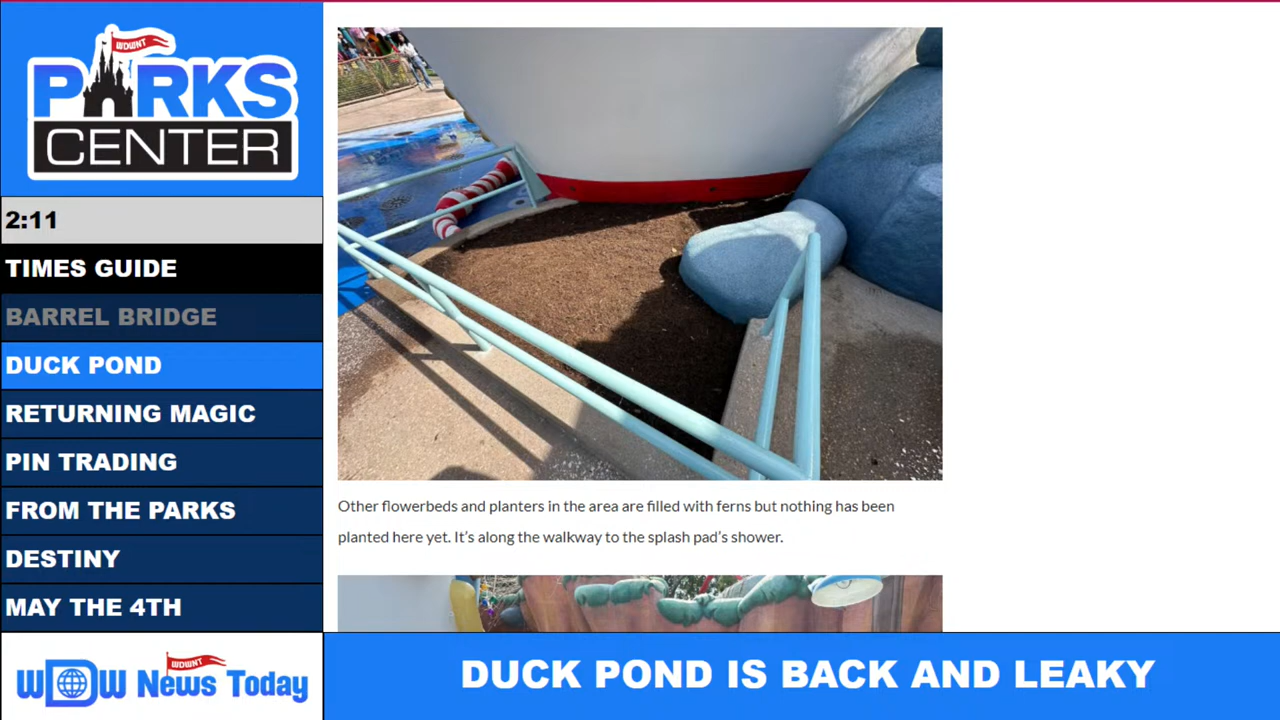 WDWNT
PARKS
CENTER
2:11
TIMES GUIDE
BARREL BRIDGE
DUCK POND
RETURNING MAGIC
PIN TRADING
FROM THE PARKS
DESTINY
MAY THE 4TH
Other flowerbeds and planters in the area are filled with ferns but nothing has been
planted here yet. It’s along the walkway to the splash pad’s shower.
WDWNT
WDW News Today
DUCK POND IS BACK AND LEAKY